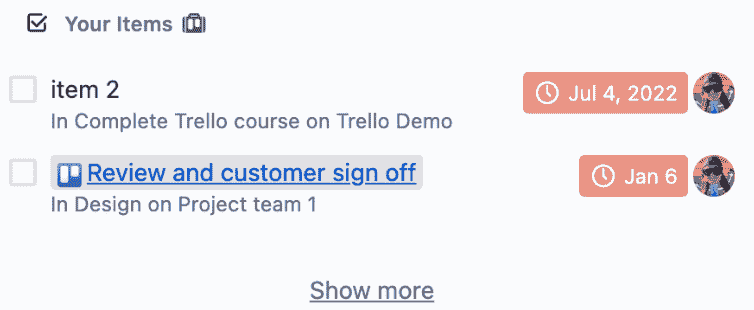 Your Items
item 2 Jul 4, 2022
In Complete Trello course on Trello Demo
Review and customer sign off Jan 6
In Design on Project team 1
Show more